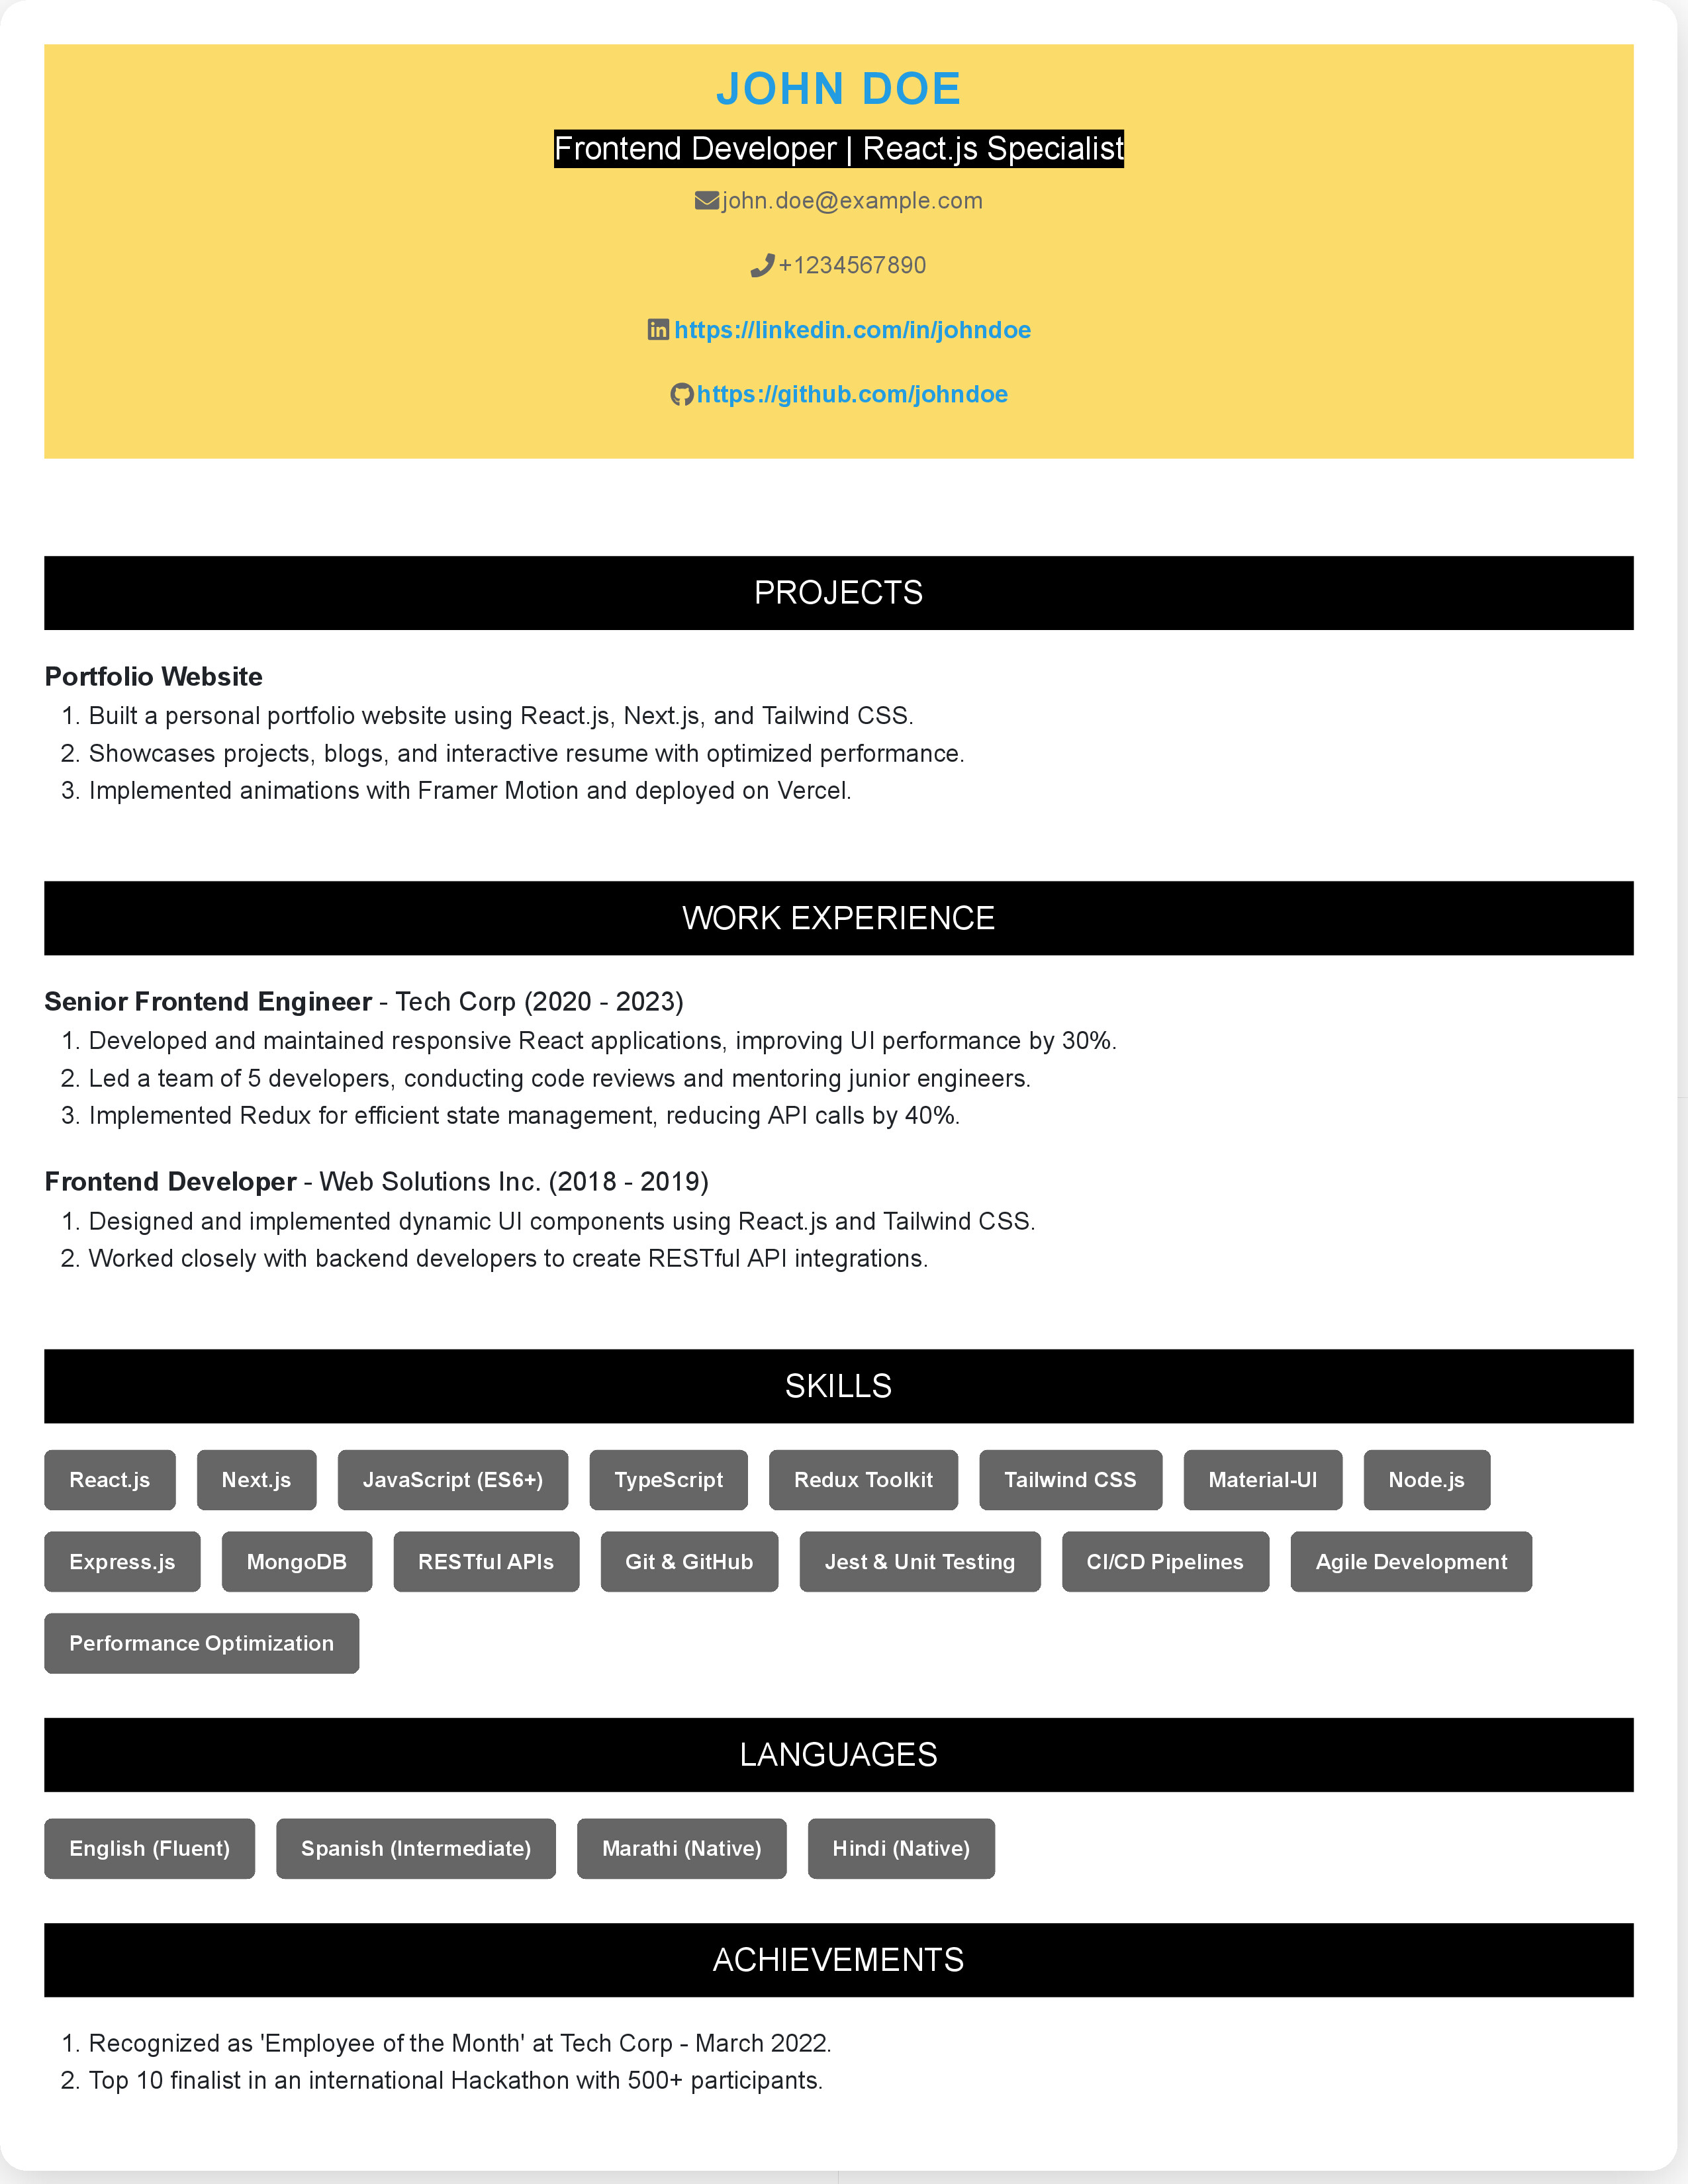 JOHN DOE
Frontend Developer | React.js Specialist
john.doe@example.com
+1234567890
https://linkedin.com/in/johndoe
https://github.com/johndoe
PROJECTS
Portfolio Website
1. Built a personal portfolio website using React.js, Next.js, and Tailwind CSS.
2. Showcases projects, blogs, and interactive resume with optimized performance.
3. Implemented animations with Framer Motion and deployed on Vercel.
WORK EXPERIENCE
Senior Frontend Engineer - Tech Corp (2020 - 2023)
1. Developed and maintained responsive React applications, improving UI performance by 30%.
2. Led a team of 5 developers, conducting code reviews and mentoring junior engineers.
3. Implemented Redux for efficient state management, reducing API calls by 40%.
Frontend Developer - Web Solutions Inc. (2018 - 2019)
1. Designed and implemented dynamic UI components using React.js and Tailwind CSS.
2. Worked closely with backend developers to create RESTful API integrations.
SKILLS
React.js Next.js JavaScript (ES6+) TypeScript Redux Toolkit Tailwind CSS Material-UI Node.js
Express.js MongoDB RESTful APIs Git & GitHub Jest & Unit Testing CI/CD Pipelines Agile Development
Performance Optimization
LANGUAGES
English (Fluent) Spanish (Intermediate) Marathi (Native) Hindi (Native)
ACHIEVEMENTS
1. Recognized as 'Employee of the Month' at Tech Corp - March 2022.
2. Top 10 finalist in an international Hackathon with 500+ participants.